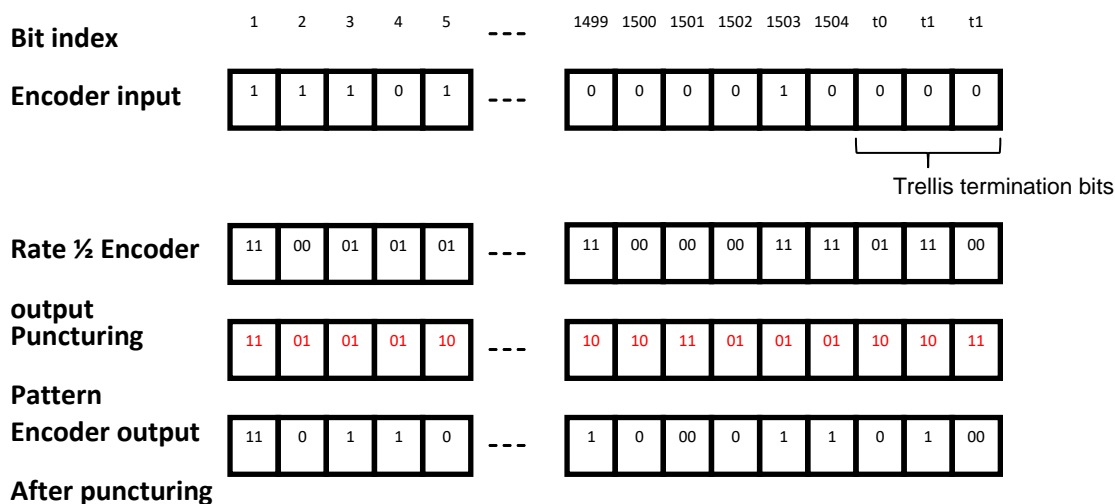 Bit index 1 2 3 4 5 --- 1499 1500 1501 1502 1503 1504 t0 t1 t1
Encoder input 1 1 1 0 1 --- 0 0 0 0 1 0 0 0 0
Trellis termination bits
Rate ½ Encoder 11 00 01 01 01 --- 11 00 00 00 11 11 01 11 00
output
Puncturing 11 01 01 01 10 --- 10 10 11 01 01 01 10 10 11
Pattern
Encoder output 11 0 1 1 0 --- 1 0 00 0 1 1 0 1 00
After puncturing